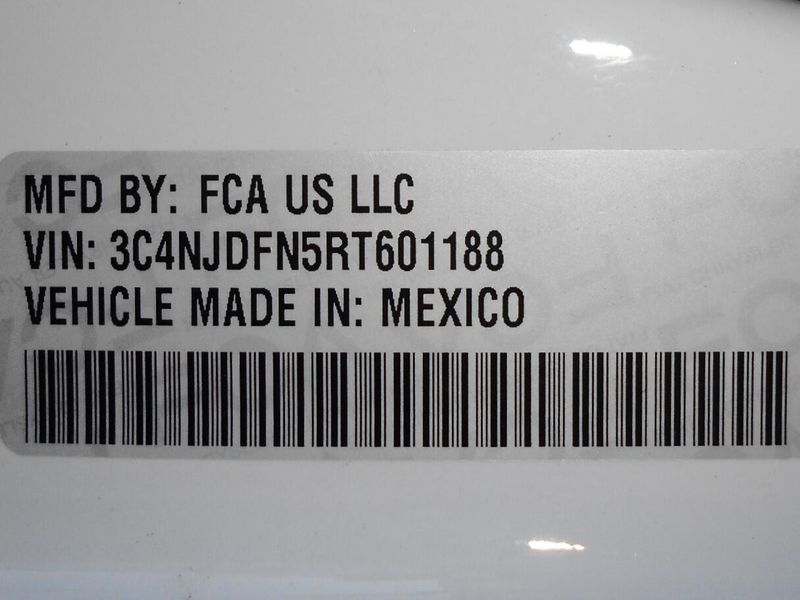 MFD BY: FCA US LLC
VIN: 3C4NJDFN5RT601188
VEHICLE MADE IN: MEXICO